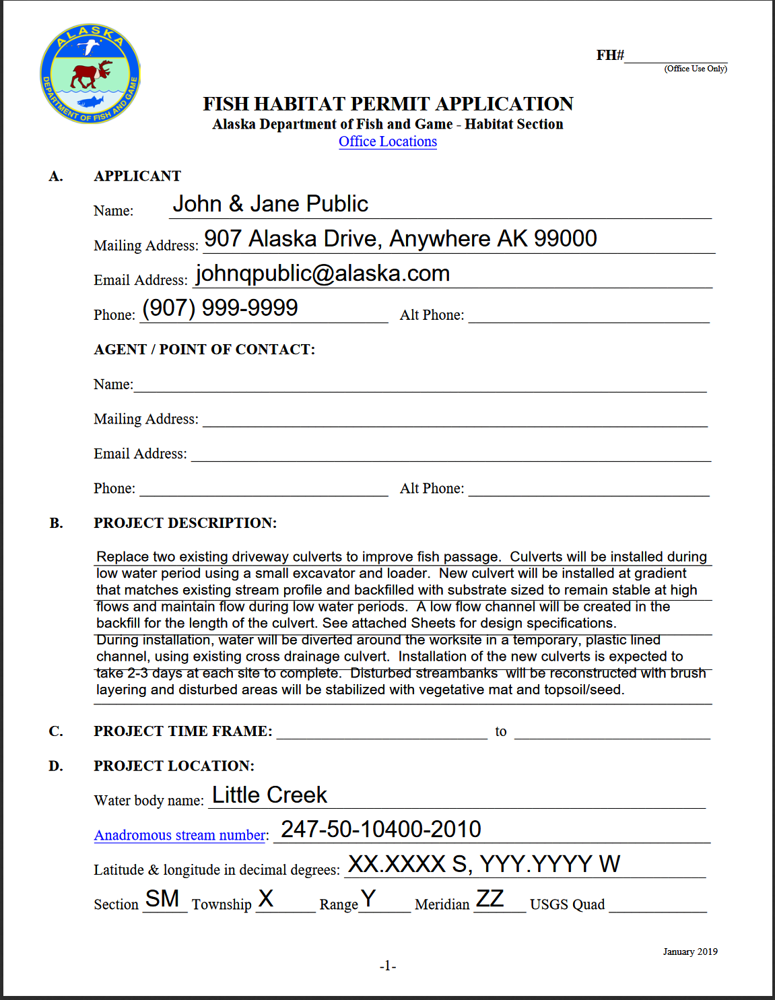 ALASKA
DEPARTMENT OF FISH AND GAME
FH#
(Office Use Only)
FISH HABITAT PERMIT APPLICATION
Alaska Department of Fish and Game - Habitat Section
Office Locations
A. APPLICANT
Name: John & Jane Public
Mailing Address: 907 Alaska Drive, Anywhere AK 99000
Email Address: johnqpublic@alaska.com
Phone: (907) 999-9999 Alt Phone:
AGENT / POINT OF CONTACT:
Name:
Mailing Address:
Email Address:
Phone: Alt Phone:
B. PROJECT DESCRIPTION:
Replace two existing driveway culverts to improve fish passage. Culverts will be installed during
low water period using a small excavator and loader. New culvert will be installed at gradient
that matches existing stream profile and backfilled with substrate sized to remain stable at high
flows and maintain flow during low water periods. A low flow channel will be created in the
backfill for the length of the culvert. See attached Sheets for design specifications.
During installation, water will be diverted around the worksite in a temporary, plastic lined
channel, using existing cross drainage culvert. Installation of the new culverts is expected to
take 2-3 days at each site to complete. Disturbed streambanks will be reconstructed with brush
layering and disturbed areas will be stabilized with vegetative mat and topsoil/seed.
C. PROJECT TIME FRAME: to
D. PROJECT LOCATION:
Water body name: Little Creek
Anadromous stream number: 247-50-10400-2010
Latitude & longitude in decimal degrees: XX.XXXX S, YYY.YYYY W
Section SM Township X Range Y Meridian ZZ USGS Quad
January 2019
-1-